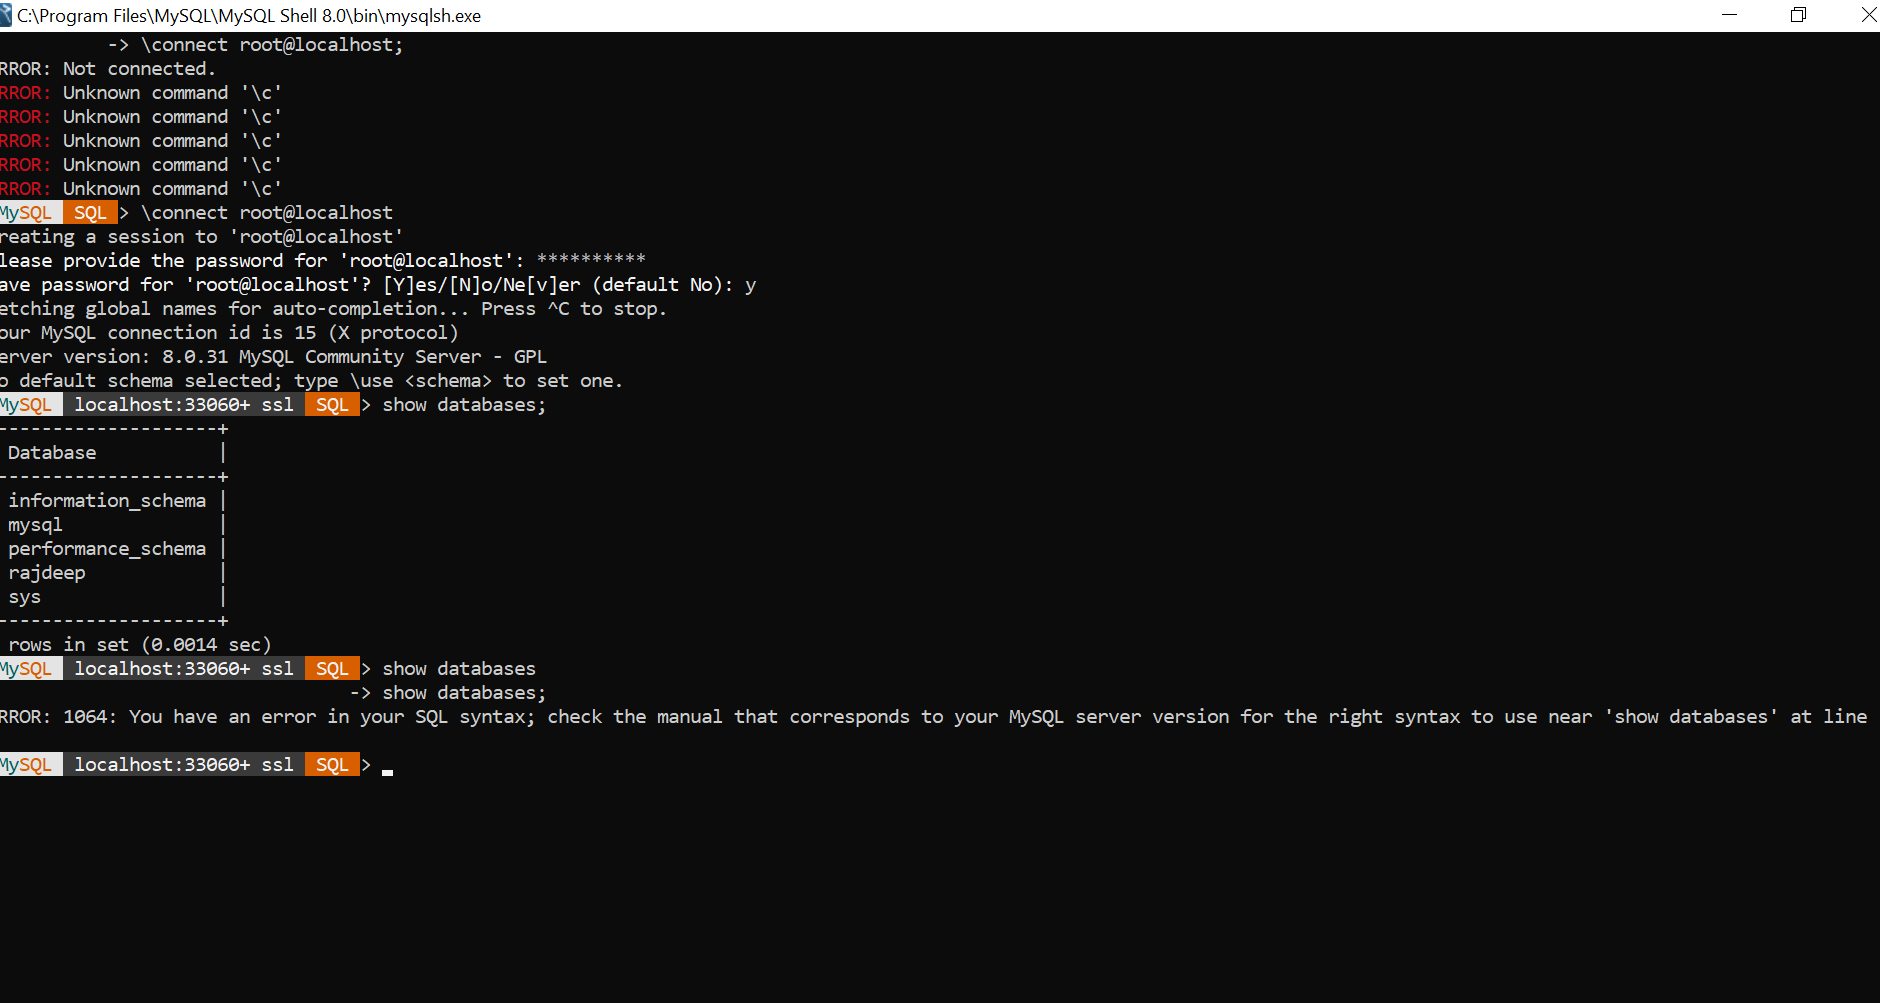 C:\Program Files\MySQL\MySQL Shell 8.0\bin\mysqlsh.exe
-> \connect root@localhost;
RROR: Not connected.
RROR: Unknown command '\c'
RROR: Unknown command '\c'
RROR: Unknown command '\c'
RROR: Unknown command '\c'
RROR: Unknown command '\c'
MySQL SQL > \connect root@localhost
reating a session to 'root@localhost'
lease provide the password for 'root@localhost': **********
ave password for 'root@localhost'? [Y]es/[N]o/Ne[v]er (default No): y
etching global names for auto-completion... Press ^C to stop.
our MySQL connection id is 15 (X protocol)
erver version: 8.0.31 MySQL Community Server - GPL
o default schema selected; type \use <schema> to set one.
MySQL localhost:33060+ ssl SQL > show databases;
--------------------+
Database |
--------------------+
information_schema |
mysql |
performance_schema |
rajdeep |
sys |
--------------------+
rows in set (0.0014 sec)
MySQL localhost:33060+ ssl SQL > show databases
-> show databases;
RROR: 1064: You have an error in your SQL syntax; check the manual that corresponds to your MySQL server version for the right syntax to use near 'show databases' at line
MySQL localhost:33060+ ssl SQL >